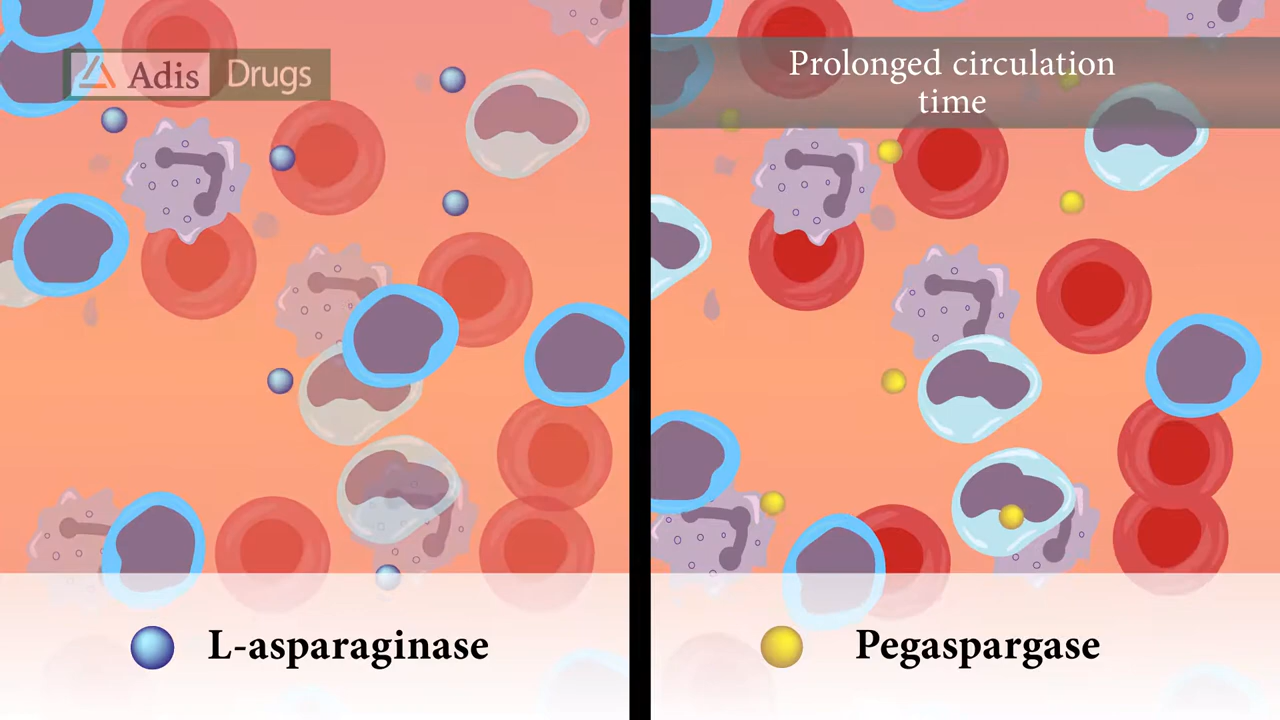 Adis Drugs
Prolonged circulation
time
L-asparaginase
Pegaspargase